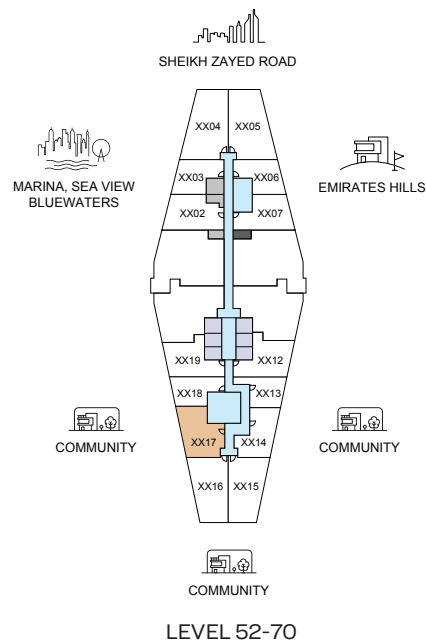 SHEIKH ZAYED ROAD
XX04 XX05
MARINA, SEA VIEW
BLUEWATERS
XX03 XX06
EMIRATES HILLS
XX02 XX07
XX19 XX12
XX18 XX13
COMMUNITY
XX17 XX14
COMMUNITY
XX16 XX15
COMMUNITY
LEVEL 52-70